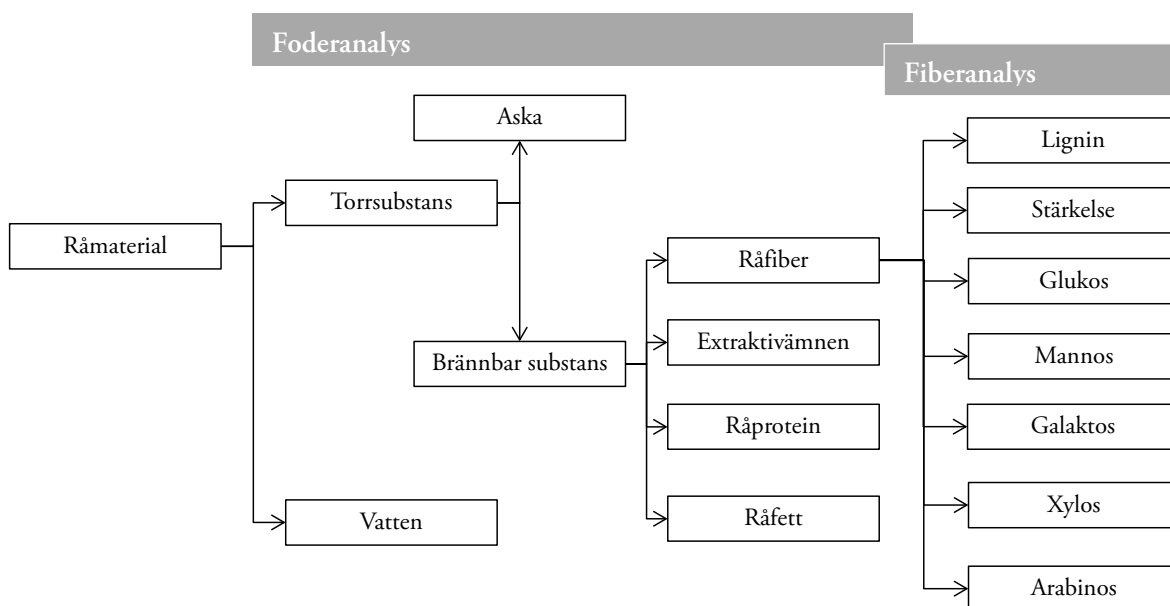 Foderanalys
Fiberanalys
Aska
Lignin
Torrsubstans
Stärkelse
Råmaterial
Råfiber
Glukos
Extraktivämnen
Mannos
Brännbar substans
Råprotein
Galaktos
Vatten
Råfett
Xylos
Arabinos